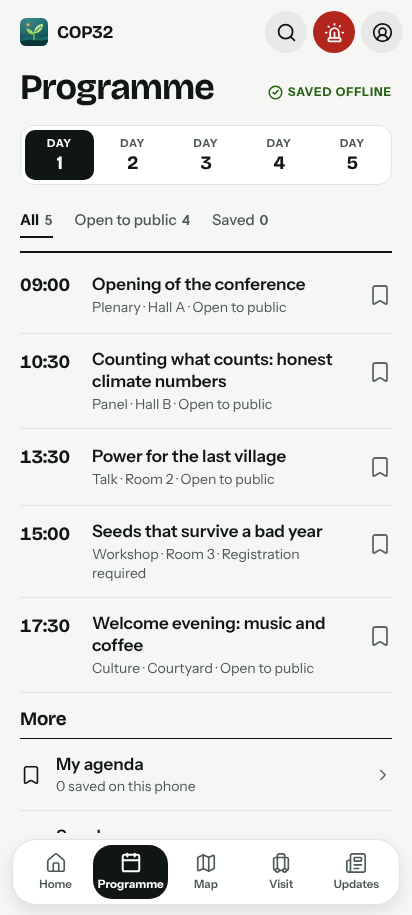 COP32
Programme
SAVED OFFLINE
DAY DAY DAY DAY DAY
1 2 3 4 5
All 5 Open to public 4 Saved 0
09:00 Opening of the conference
Plenary · Hall A · Open to public
10:30 Counting what counts: honest
climate numbers
Panel · Hall B · Open to public
13:30 Power for the last village
Talk · Room 2 · Open to public
15:00 Seeds that survive a bad year
Workshop · Room 3 · Registration
required
17:30 Welcome evening: music and
coffee
Culture · Courtyard · Open to public
More
My agenda
0 saved on this phone
Home Programme Map Visit Updates